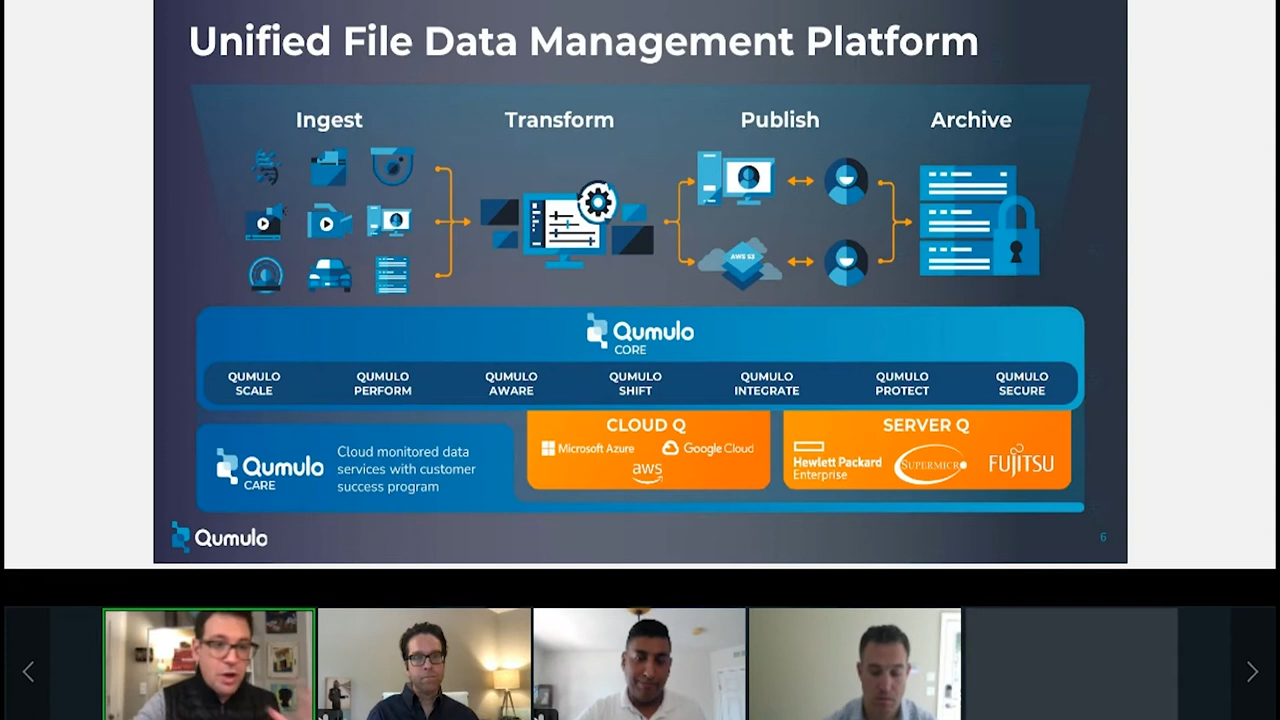 Unified File Data Management Platform
Ingest
Transform
Publish
Archive
AWS S3
Qumulo
CORE
QUMULO
SCALE
QUMULO
PERFORM
QUMULO
AWARE
QUMULO
SHIFT
QUMULO
INTEGRATE
QUMULO
PROTECT
QUMULO
SECURE
Qumulo
CARE
Cloud monitored data
services with customer
success program
CLOUD Q
Microsoft Azure
Google Cloud
aws
SERVER Q
Hewlett Packard
Enterprise
SUPERMICRO
FUJITSU
Qumulo
6